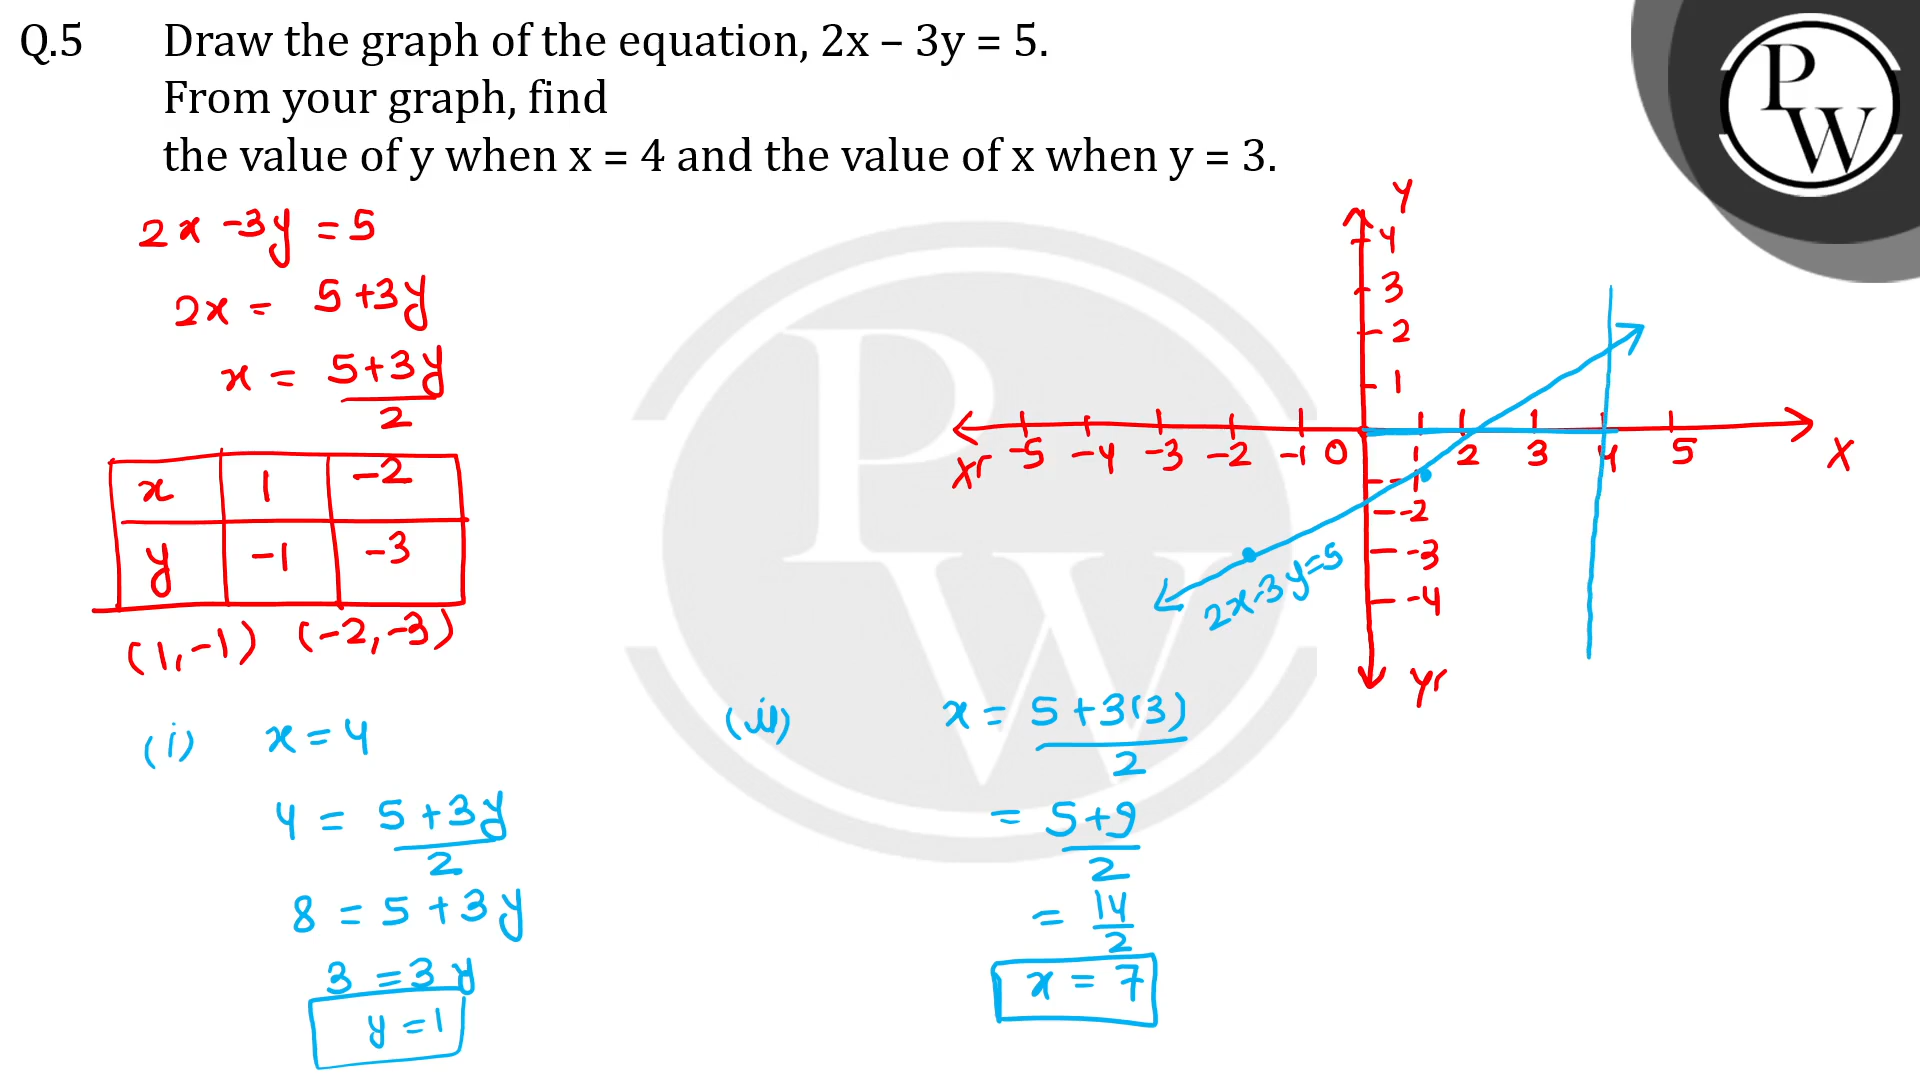 Q.5 Draw the graph of the equation, 2x – 3y = 5.
From your graph, find
the value of y when x = 4 and the value of x when y = 3.
PW
2x -3y = 5
2x = 5+3y
x = 5+3y
2
x 1 -2
y -1 -3
(1,-1) (-2,-3)
(i) x = 4
4 = 5+3y
2
8 = 5+3y
3 = 3y
y = 1
(ii) x = 5+3(3)
2
= 5+9
2
= 14
2
x = 7
Y
4
3
2
1
X' -5 -4 -3 -2 -1 0 1 2 3 4 5 X
-1
-2
-3
-4
Y'
2x-3y=5
PW